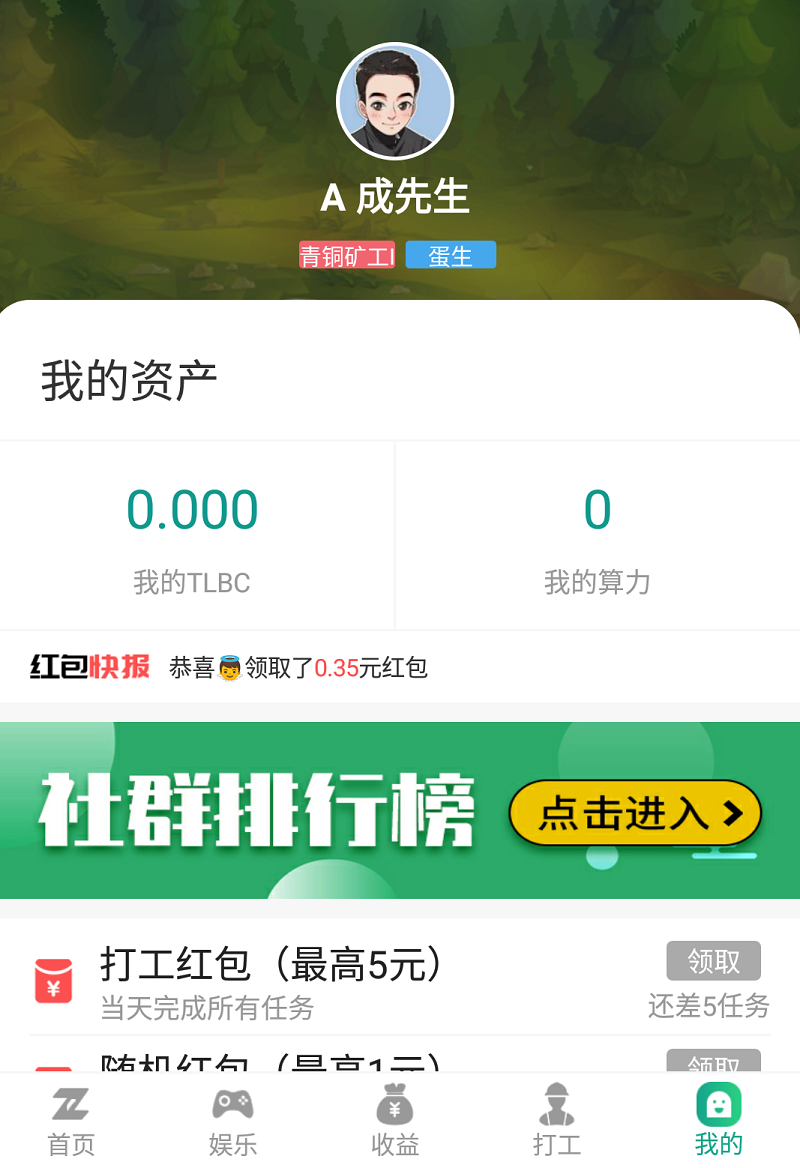 A 成先生
青铜矿工I 蛋生
我的资产
0.000 0
我的TLBC 我的算力
红包快报 恭喜👼领取了0.35元红包
社群排行榜 点击进入
打工红包（最高5元） 领取
当天完成所有任务 还差5任务
随机红包（最高1元） 领取
首页 娱乐 收益 打工 我的